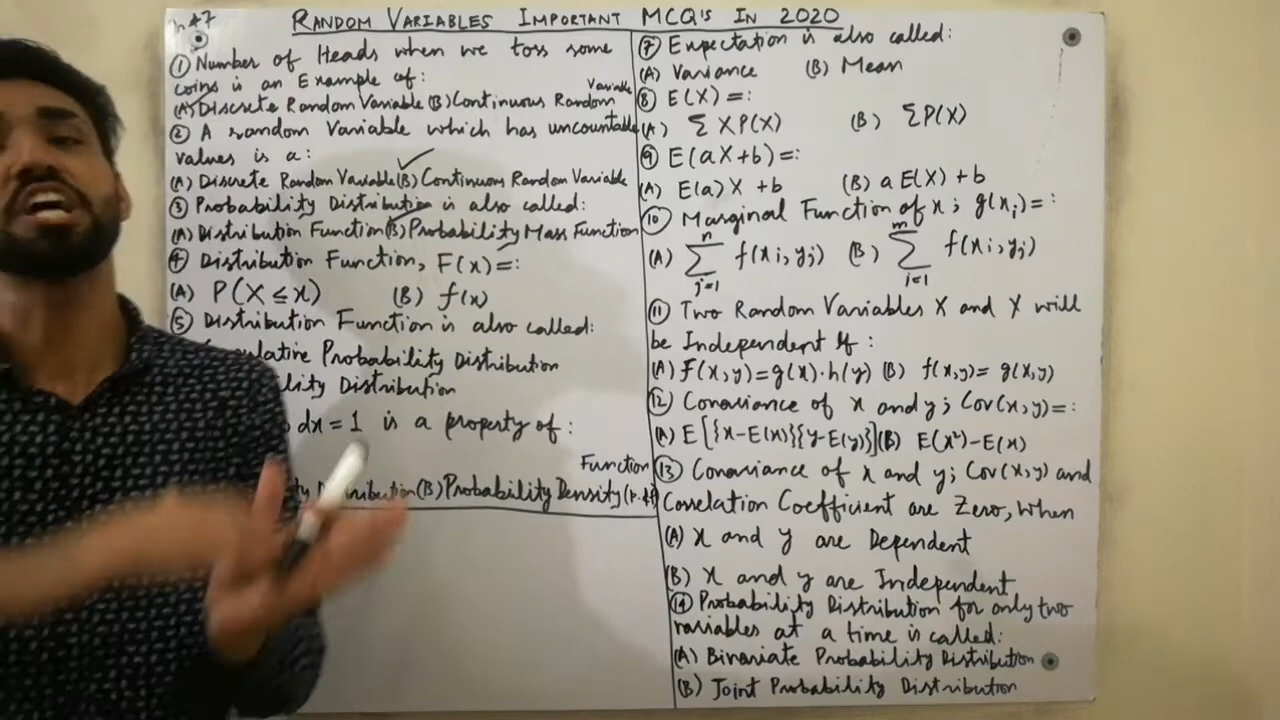 RANDOM VARIABLES IMPORTANT MCQ'S IN 2020
① Number of Heads when we toss some
coins is an Example of:
(A) Discrete Random Variable (B) Continuous Random Variable
② A random Variable which has uncountable
values is a:
(A) Discrete Random Variable (B) Continuous Random Variable
③ Probability Distribution is also called:
(A) Distribution Function (B) Probability Mass Function
④ Distribution Function, F(x)=:
(A) P(X ≤ x) (B) f(x)
⑤ Distribution Function is also called:
Probability Distribution
Distribution
dx = 1 is a property of:
(B) Probability Density Function
⑦ Expectation is also called:
(A) Variance (B) Mean
⑧ E(X) =:
(A) ΣXP(X) (B) ΣP(X)
⑨ E(aX+b)=:
(A) E(a)X+b (B) aE(X)+b
⑩ Marginal Function of x; g(xi)=:
(A) Σ_{j=1}^{n} f(xi, yj) (B) Σ_{i=1}^{m} f(xi, yj)
⑪ Two Random Variables X and Y will
be Independent If:
(A) F(x,y)=g(x)·h(y) (B) f(x,y)= g(x,y)
⑫ Covariance of x and y; Cov(x,y)=:
(A) E[{x-E(x)}{y-E(y)}] (B) E(x²)-E(x)
⑬ Covariance of x and y; Cov(x,y) and
Correlation Coefficient are Zero, when
(A) x and y are Dependent
(B) x and y are Independent
⑭ Probability Distribution for only two
variables at a time is called:
(A) Bivariate Probability Distribution
(B) Joint Probability Distribution